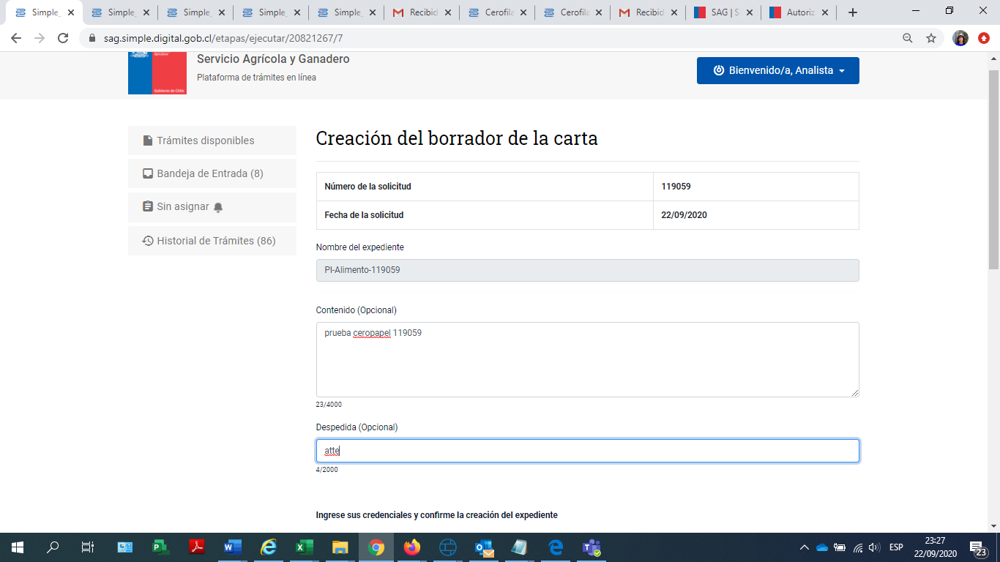 Simple_
Simple_
Simple_
Simple_
Simple_
Recibid
Cerofila
Cerofila
Recibid
SAG | S
Autoriz
sag.simple.digital.gob.cl/etapas/ejecutar/20821267/7
Gobierno de Chile
Servicio Agrícola y Ganadero
Plataforma de trámites en línea
Bienvenido/a, Analista
Trámites disponibles
Bandeja de Entrada (8)
Sin asignar
Historial de Trámites (86)
Creación del borrador de la carta
Número de la solicitud 119059
Fecha de la solicitud 22/09/2020
Nombre del expediente
PI-Alimento-119059
Contenido (Opcional)
prueba ceropapel 119059
23/4000
Despedida (Opcional)
atte
4/2000
Ingrese sus credenciales y confirme la creación del expediente
ESP
23:27
22/09/2020
23